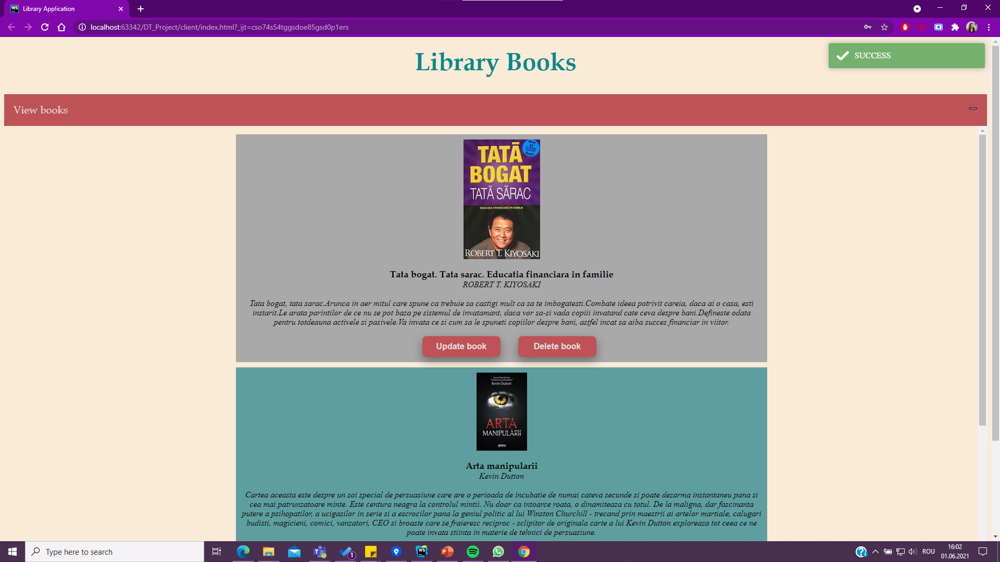 WS Library Application
localhost:63342/DT_Project/client/index.html?_ijt=cso74s54tggsdoe85gsd0p1ers
Library Books
SUCCESS
View books
TATĂ
BOGAT
TATĂ SĂRAC
EDUCAȚIA FINANCIARĂ ÎN FAMILIE
ROBERT T. KIYOSAKI
Tata bogat. Tata sarac. Educatia financiara in familie
ROBERT T. KIYOSAKI
Tata bogat, tata sarac.Arunca in aer mitul care spune ca trebuie sa castigi mult ca sa te imbogatesti.Combate ideea potrivit careia, daca ai o casa, esti
instarit.Le arata parintilor de ce nu se pot baza pe sistemul de invatamant, daca vor sa-si vada copiii invatand cate ceva despre bani.Defineste odata
pentru totdeauna activele si pasivele.Va invata ce si cum sa le spuneti copiilor despre bani, astfel incat sa aiba succes financiar in viitor.
Update book
Delete book
Kevin Dutton
ARTA
MANIPULĂRII
globo
Arta manipularii
Kevin Dutton
Cartea aceasta este despre un soi special de persuasiune care are o perioada de incubatie de numai cateva secunde si poate dezarma instantaneu pana si
cea mai patrunzatoare minte. Este centura neagra la controlul mintii. Nu doar ca intoarce roata, o dinamiteaza cu totul. De la maligna, dar fascinanta
putere a psihopatilor, a ucigasilor in serie si a escrocilor pana la geniul politic al lui Winston Churchill - trecand prin maestrii ai artelor martiale, calugari
budisti, magicieni, comici, vanzatori, CEO si broaste care se fraieresc reciproc - sclipitor de originala carte a lui Kevin Dutton exploreaza tot ceea ce ne
poate invata stiinta in materie de tehnici de persuasiune.
Type here to search
1
WS
ROU
16:02
01.06.2021